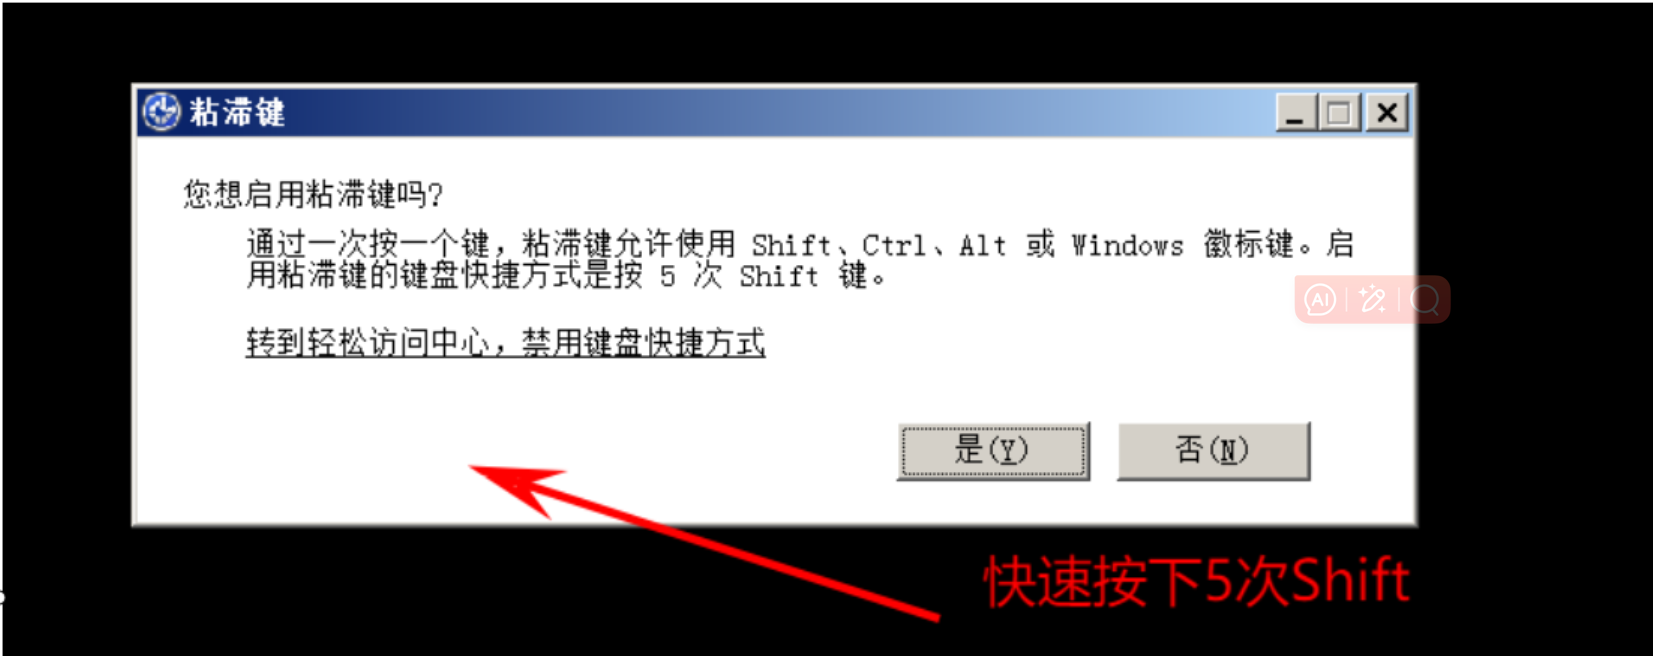 粘滞键
您想启用粘滞键吗?
通过一次按一个键，粘滞键允许使用 Shift、Ctrl、Alt 或 Windows 徽标键。启
用粘滞键的键盘快捷方式是按 5 次 Shift 键。
AI
转到轻松访问中心，禁用键盘快捷方式
是(Y)
否(N)
快速按下5次Shift